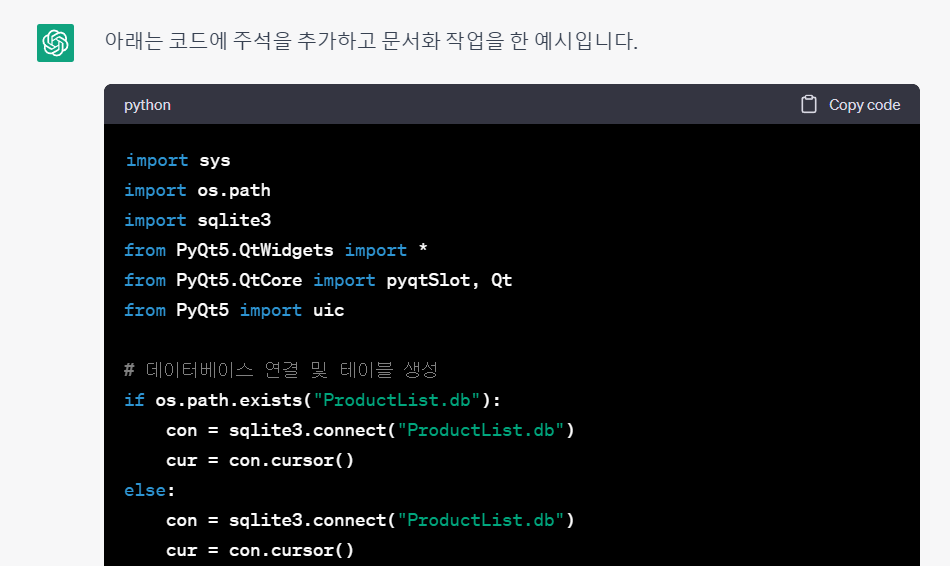 아래는 코드에 주석을 추가하고 문서화 작업을 한 예시입니다.
python Copy code
import sys
import os.path
import sqlite3
from PyQt5.QtWidgets import *
from PyQt5.QtCore import pyqtSlot, Qt
from PyQt5 import uic
# 데이터베이스 연결 및 테이블 생성
if os.path.exists("ProductList.db"):
    con = sqlite3.connect("ProductList.db")
    cur = con.cursor()
else:
    con = sqlite3.connect("ProductList.db")
    cur = con.cursor()